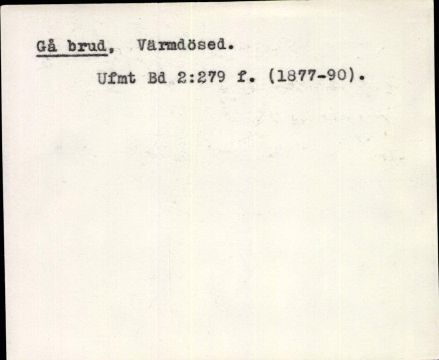 Gå brud, Värmdösed.
Ufmt Bd 2:279 f. (1877-90).